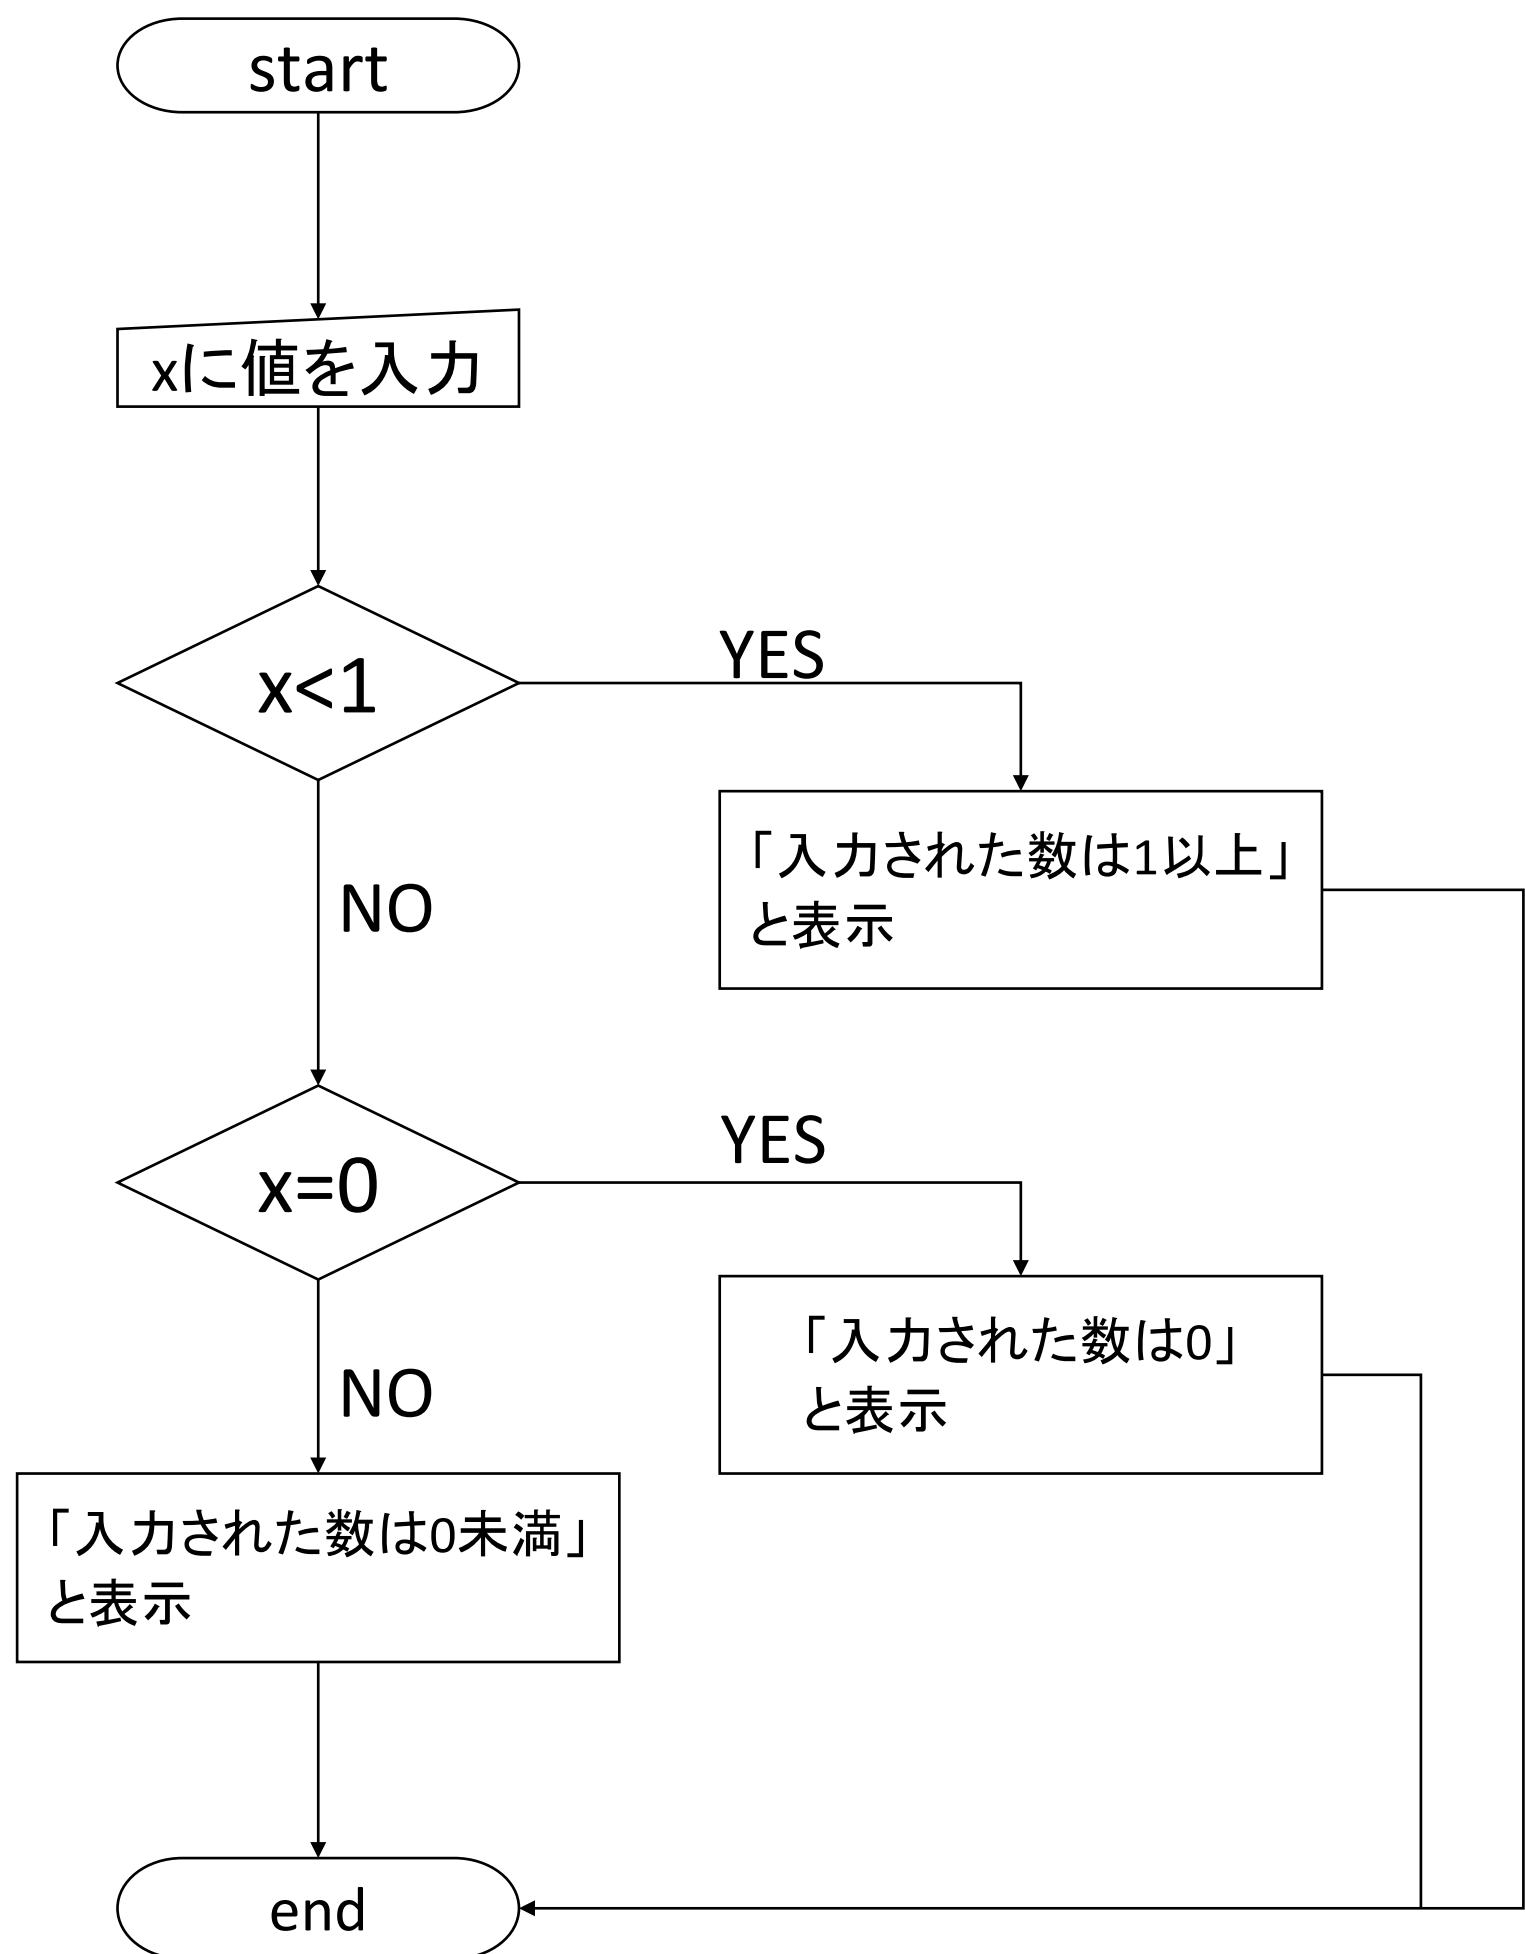 start
xに値を入力
x<1
YES
「入力された数は1以上」
と表示
NO
x=0
YES
「入力された数は0」
と表示
NO
「入力された数は0未満」
と表示
end